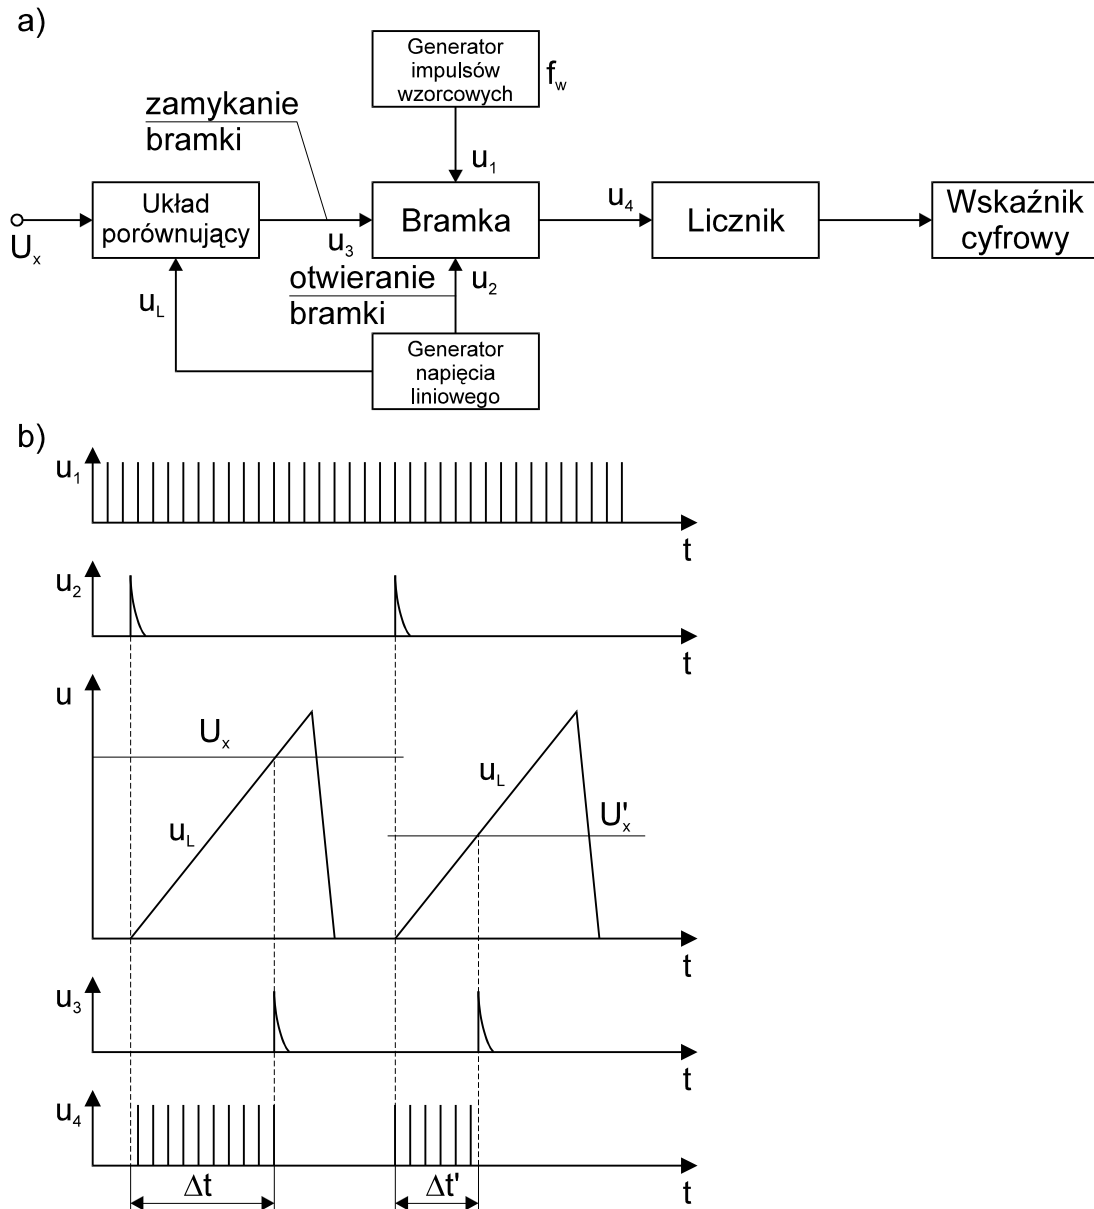 a)
Generator
impulsów
wzorcowych
f_w
zamykanie
bramki
u_1
Układ
porównujący
Bramka
u_4
Licznik
Wskaźnik
cyfrowy
U_x
u_3
otwieranie
bramki
u_2
u_L
Generator
napięcia
liniowego
b)
u_1
t
u_2
t
u
U_x
u_L
u_L
U'_x
t
u_3
t
u_4
Δt
Δt'
t